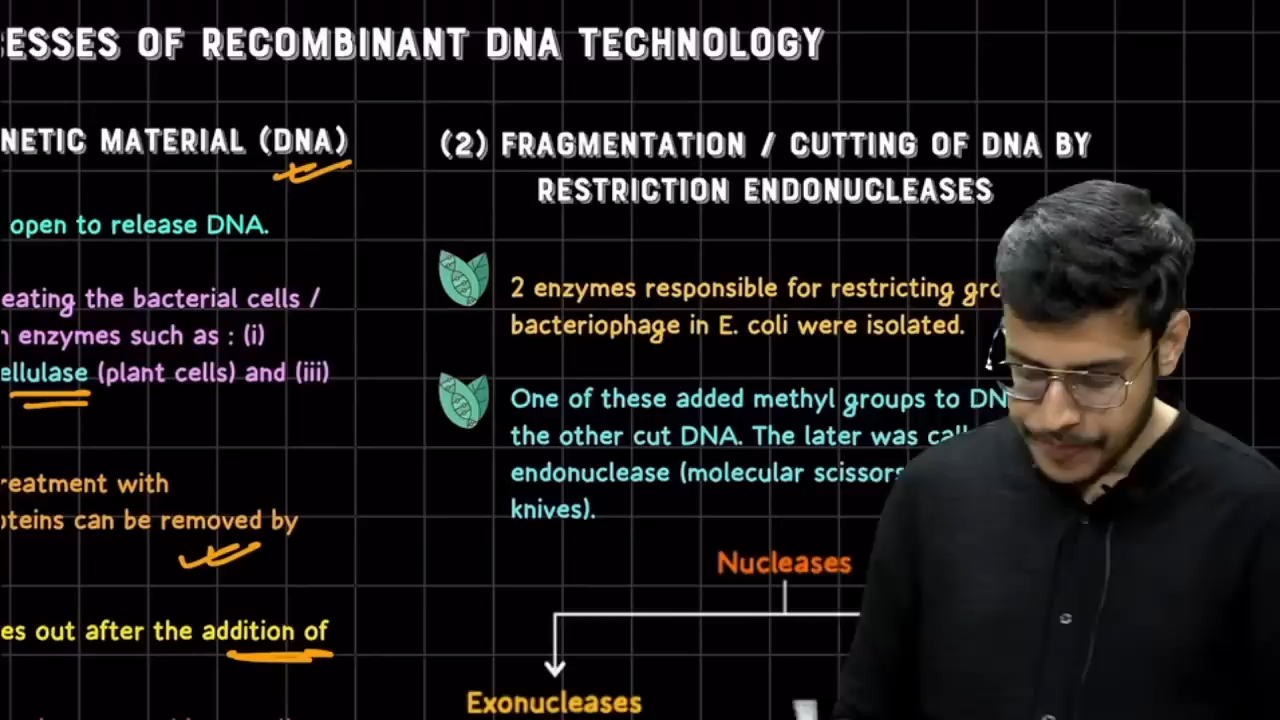 ESSES OF RECOMBINANT DNA TECHNOLOGY
NETIC MATERIAL (DNA)
open to release DNA.
eating the bacterial cells /
enzymes such as : (i)
ellulase (plant cells) and (iii)
reatment with
oteins can be removed by
es out after the addition of
(2) FRAGMENTATION / CUTTING OF DNA BY
RESTRICTION ENDONUCLEASES
2 enzymes responsible for restricting gro
bacteriophage in E. coli were isolated.
One of these added methyl groups to DN
the other cut DNA. The later was cal
endonuclease (molecular scissors
knives).
Nucleases
Exonucleases